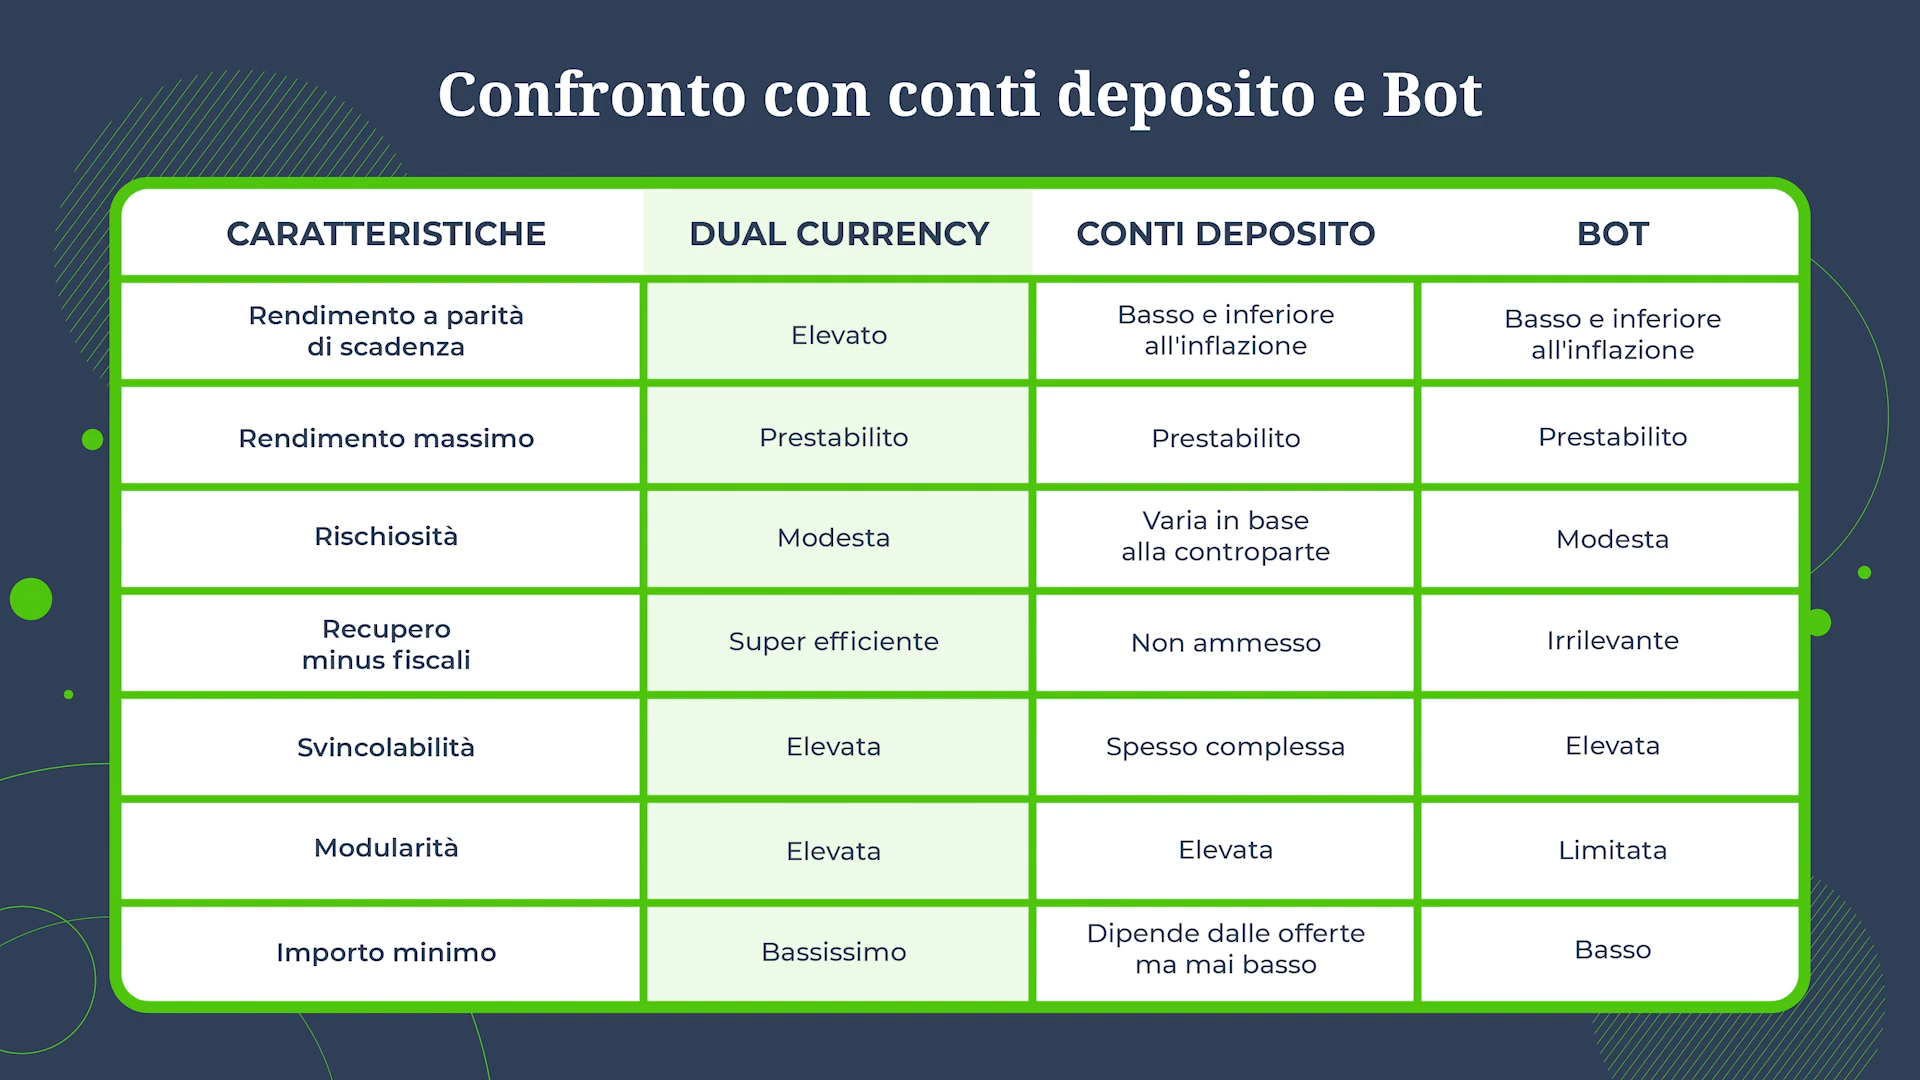 Confronto con conti deposito e Bot
CARATTERISTICHE
DUAL CURRENCY
CONTI DEPOSITO
BOT
Rendimento a parità
di scadenza
Elevato
Basso e inferiore
all'inflazione
Basso e inferiore
all'inflazione
Rendimento massimo
Prestabilito
Prestabilito
Prestabilito
Rischiosità
Modesta
Varia in base
alla controparte
Modesta
Recupero
minus fiscali
Super efficiente
Non ammesso
Irrilevante
Svincolabilità
Elevata
Spesso complessa
Elevata
Modularità
Elevata
Elevata
Limitata
Importo minimo
Bassissimo
Dipende dalle offerte
ma mai basso
Basso